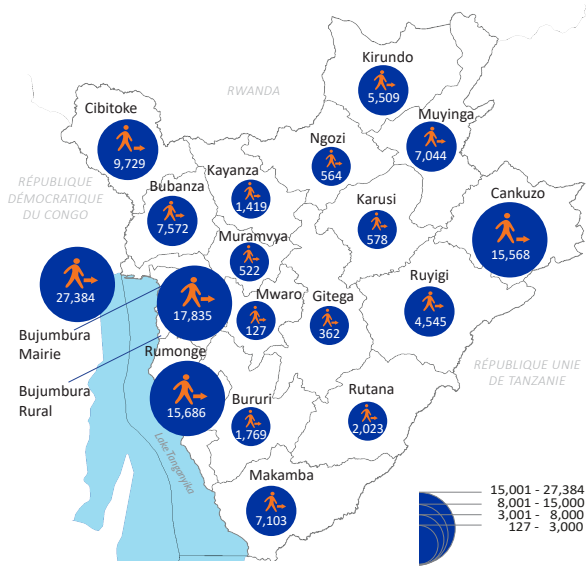 Kirundo
5,509
RWANDA
Cibitoke
9,729
Muyinga
7,044
Ngozi
564
Kayanza
1,419
RÉPUBLIQUE
DÉMOCRATIQUE
DU CONGO
Bubanza
7,572
Karusi
578
Cankuzo
15,568
Muramvya
522
27,384
17,835
Mwaro
127
Gitega
362
Ruyigi
4,545
Bujumbura
Mairie
Rumonge
15,686
RÉPUBLIQUE UNIE
DE TANZANIE
Bujumbura
Rural
Bururi
1,769
Rutana
2,023
Lake Tanganyika
Makamba
7,103
15,001 - 27,384
8,001 - 15,000
3,001 - 8,000
127 - 3,000